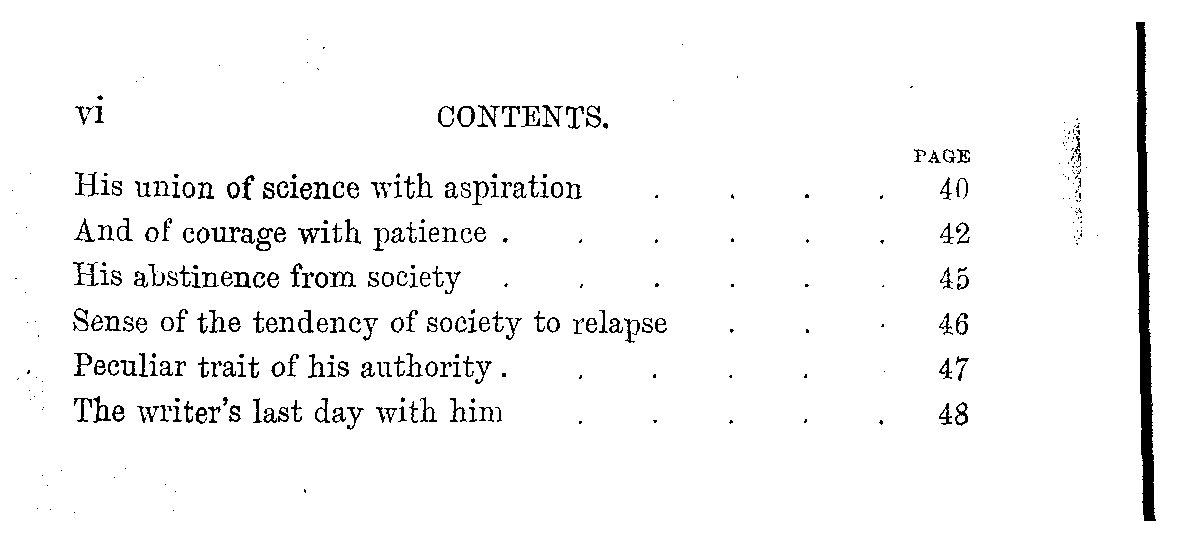 vi CONTENTS.
PAGE
His union of science with aspiration . . . . 40
And of courage with patience . . . . . . 42
His abstinence from society . . . . . . 45
Sense of the tendency of society to relapse . . . 46
Peculiar trait of his authority . . . . . . 47
The writer's last day with him . . . . . 48